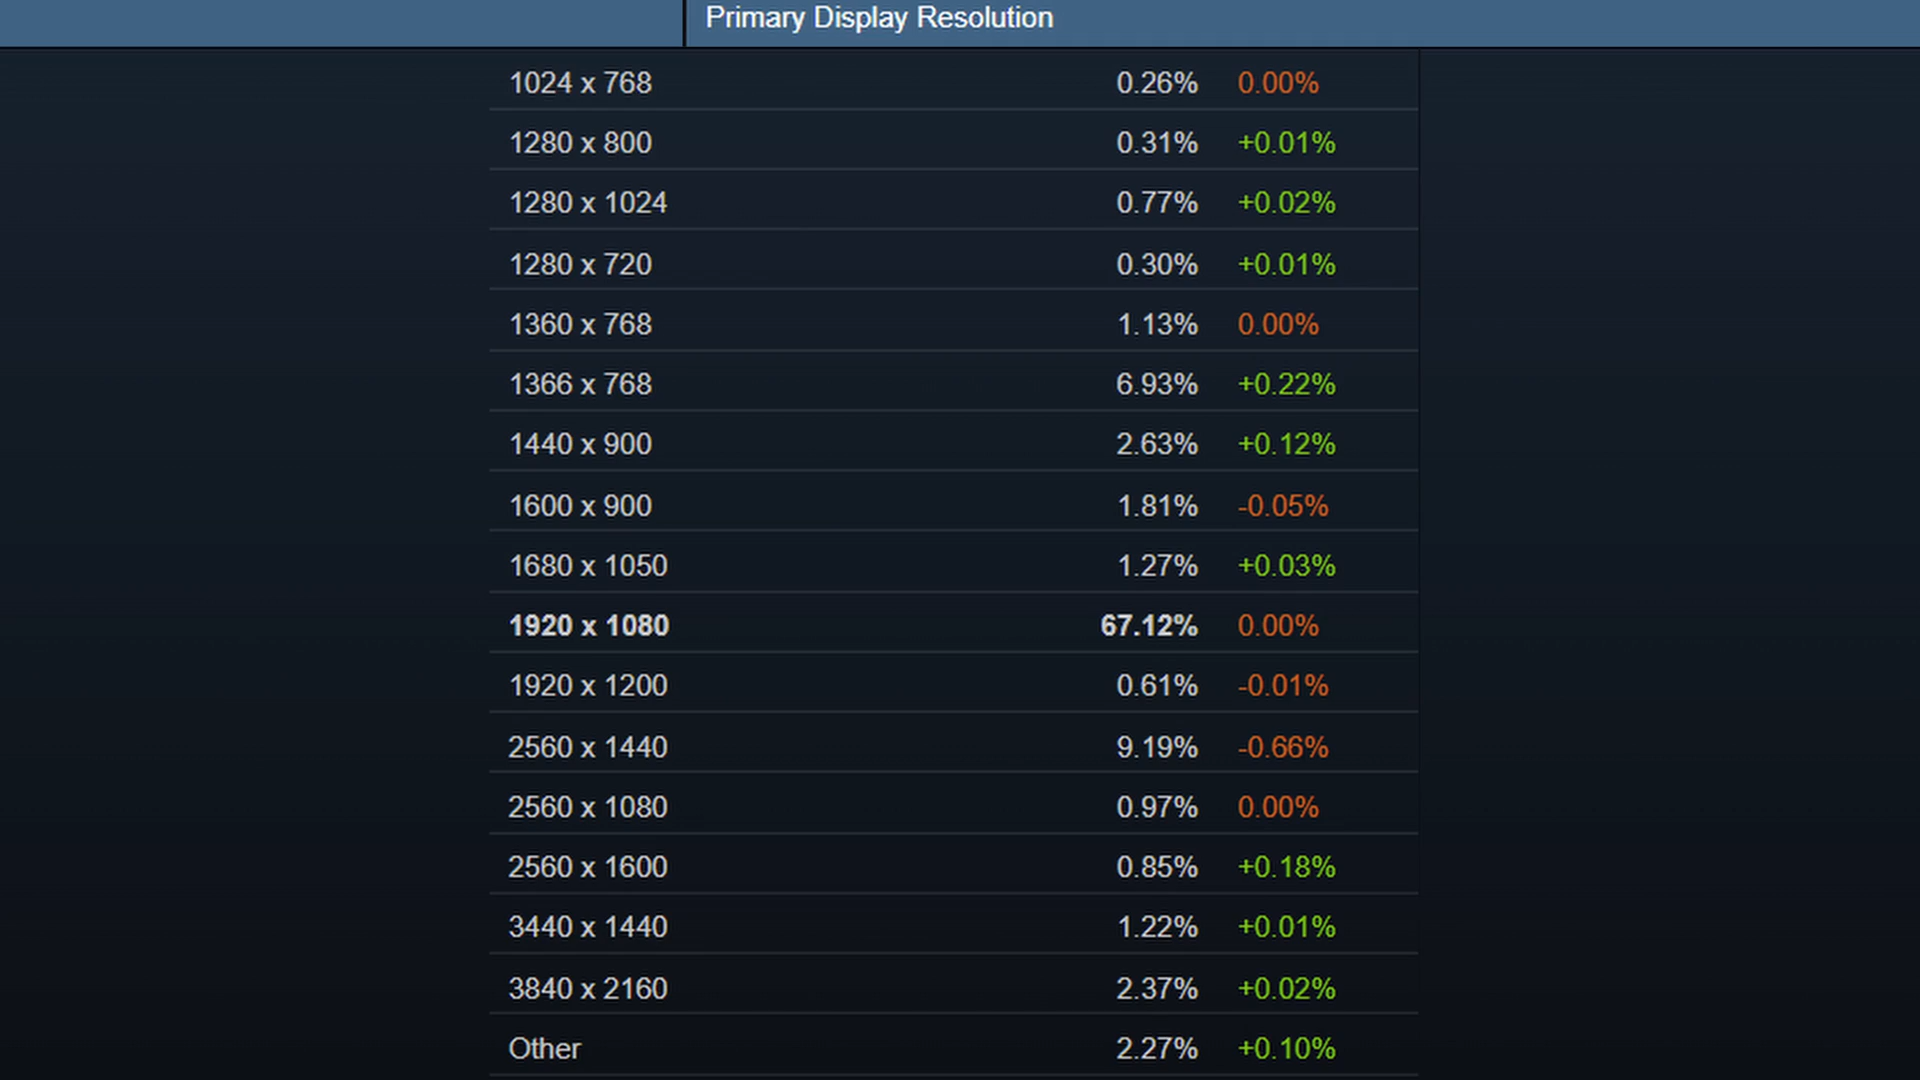 Primary Display Resolution
1024 x 768 0.26% 0.00%
1280 x 800 0.31% +0.01%
1280 x 1024 0.77% +0.02%
1280 x 720 0.30% +0.01%
1360 x 768 1.13% 0.00%
1366 x 768 6.93% +0.22%
1440 x 900 2.63% +0.12%
1600 x 900 1.81% -0.05%
1680 x 1050 1.27% +0.03%
1920 x 1080 67.12% 0.00%
1920 x 1200 0.61% -0.01%
2560 x 1440 9.19% -0.66%
2560 x 1080 0.97% 0.00%
2560 x 1600 0.85% +0.18%
3440 x 1440 1.22% +0.01%
3840 x 2160 2.37% +0.02%
Other 2.27% +0.10%